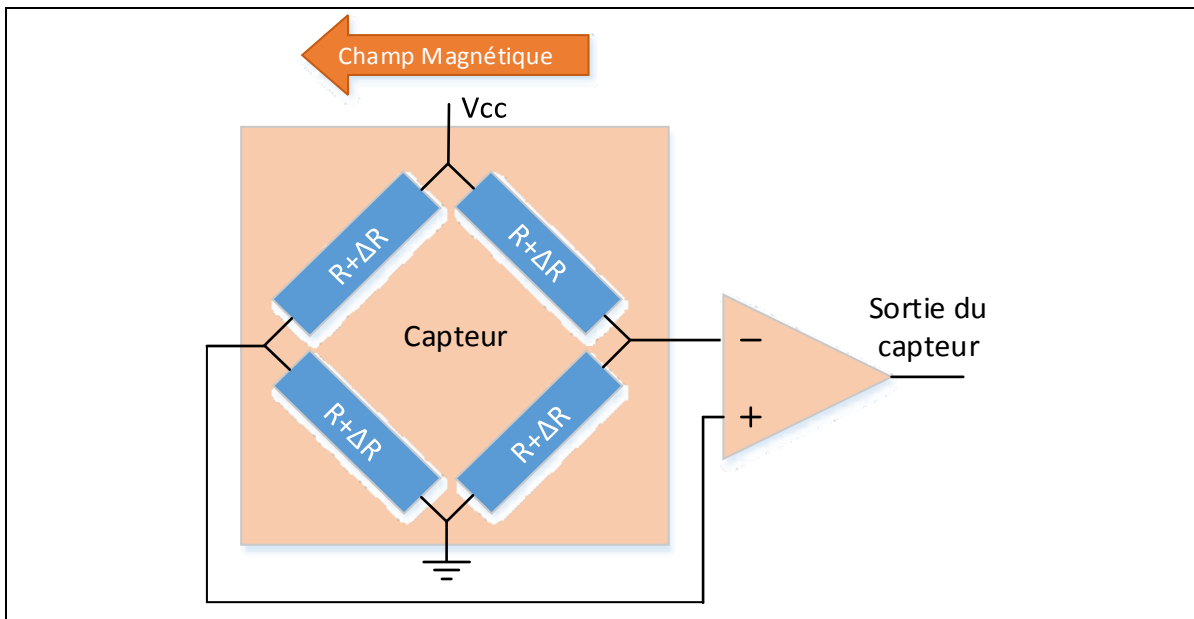 Champ Magnétique
Vcc
R+ΔR
R+ΔR
Capteur
R+ΔR
R+ΔR
−
+
Sortie du
capteur